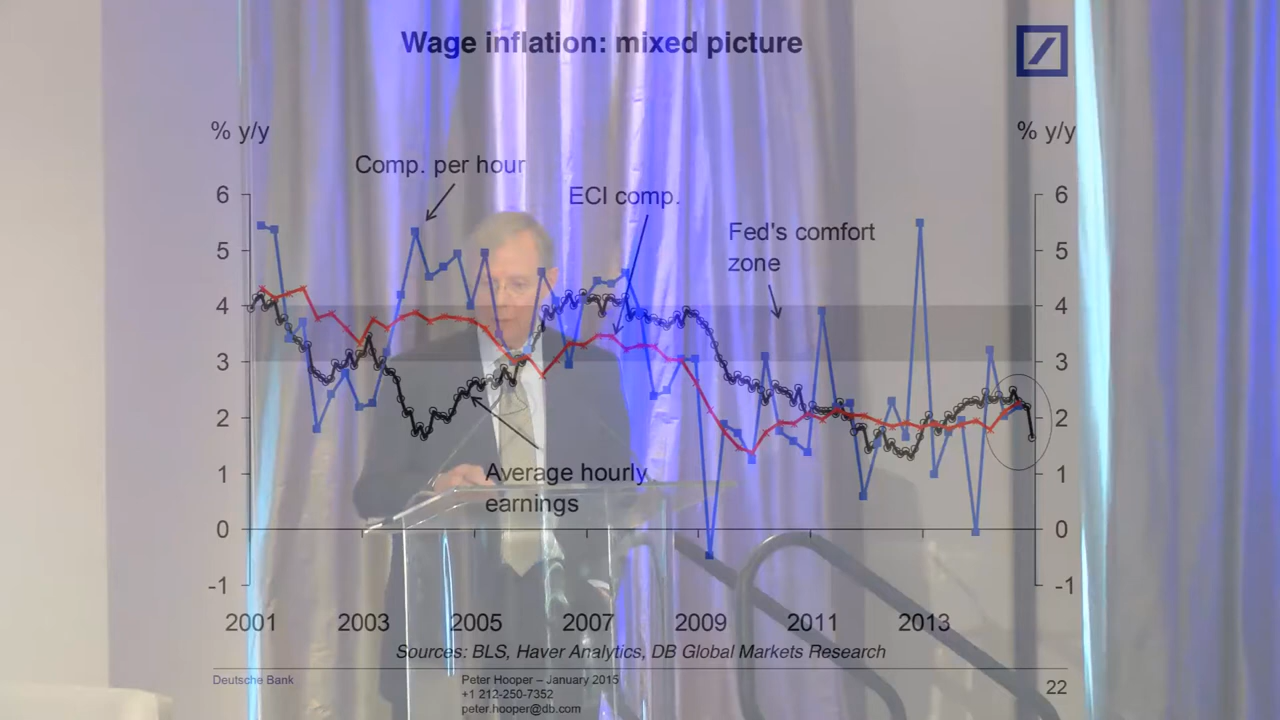 Wage inflation: mixed picture
% y/y
% y/y
Comp. per hour
ECI comp.
Fed's comfort
zone
6
5
4
3
2
1
0
-1
6
5
4
3
2
1
0
-1
Average hourly
earnings
2001
2003
2005
2007
2009
2011
2013
Sources: BLS, Haver Analytics, DB Global Markets Research
Deutsche Bank
Peter Hooper – January 2015
+1 212-250-7352
peter.hooper@db.com
22